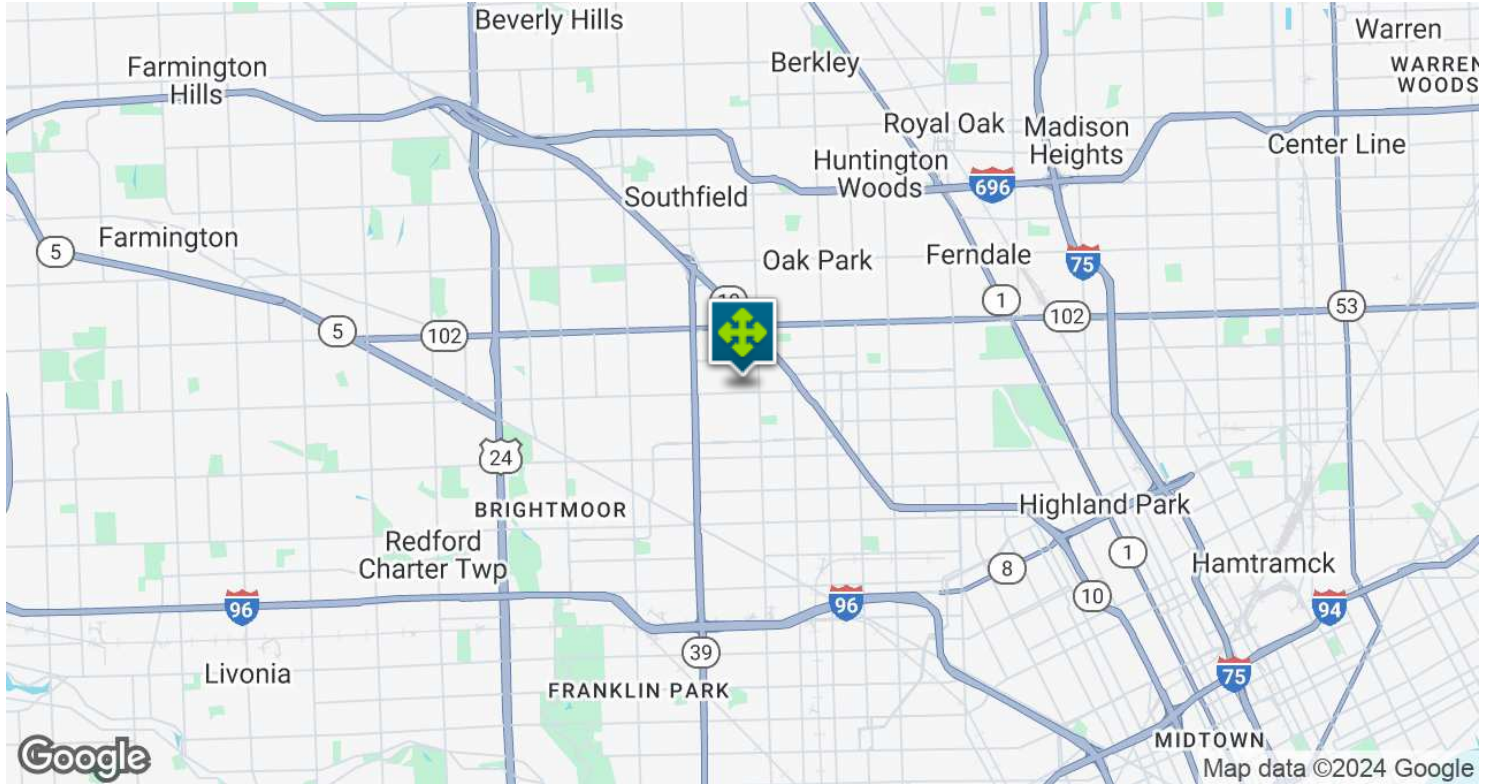 Beverly Hills
Warren
WARREN
WOODS
Berkley
Farmington
Hills
Royal Oak
Madison
Heights
Center Line
Huntington
Woods
696
Southfield
Farmington
5
Oak Park
Ferndale
75
10
1
102
53
5
102
24
BRIGHTMOOR
Highland Park
Redford
Charter Twp
1
Hamtramck
8
96
96
10
94
39
Livonia
75
FRANKLIN PARK
MIDTOWN
Google
Map data ©2024 Google